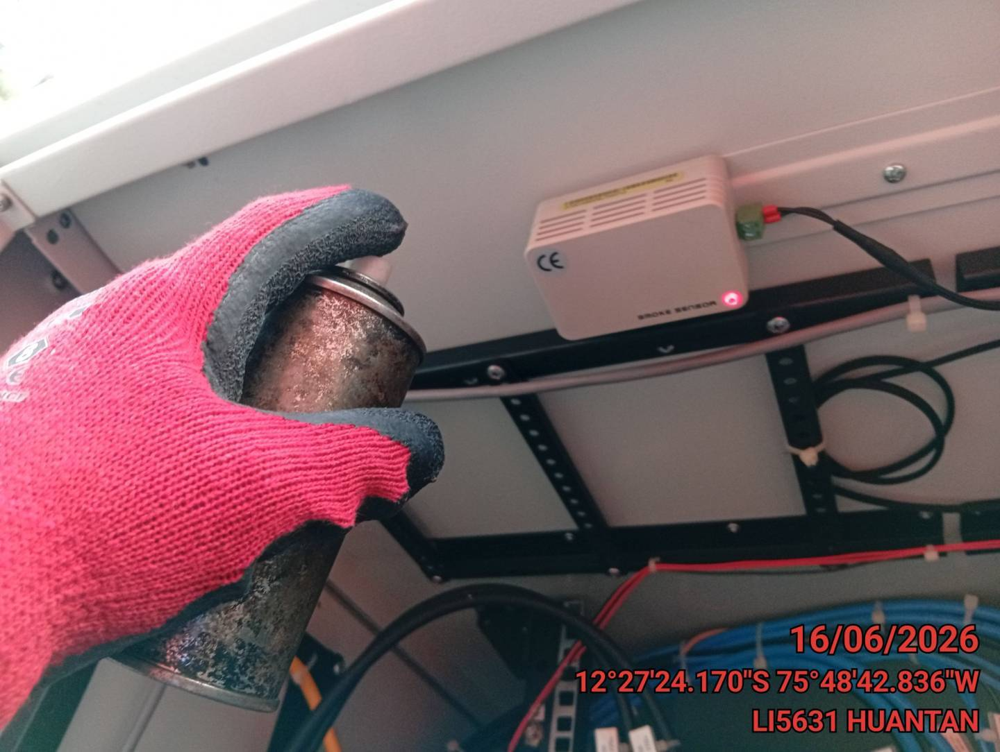 CE
SMOKE SENSOR
16/06/2026
12°27'24.170"S 75°48'42.836"W
LI5631 HUANTAN